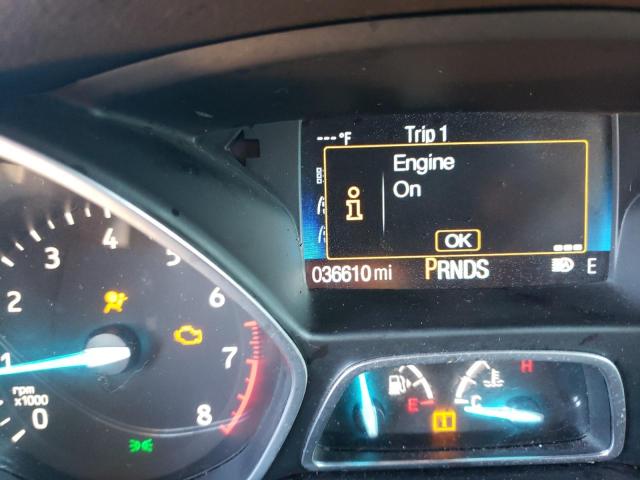 ---°F Trip 1
Engine
On
OK
036610 mi PRNDS E
1 2 3 4 5 6 7 8
rpm
x1000
0
E C H